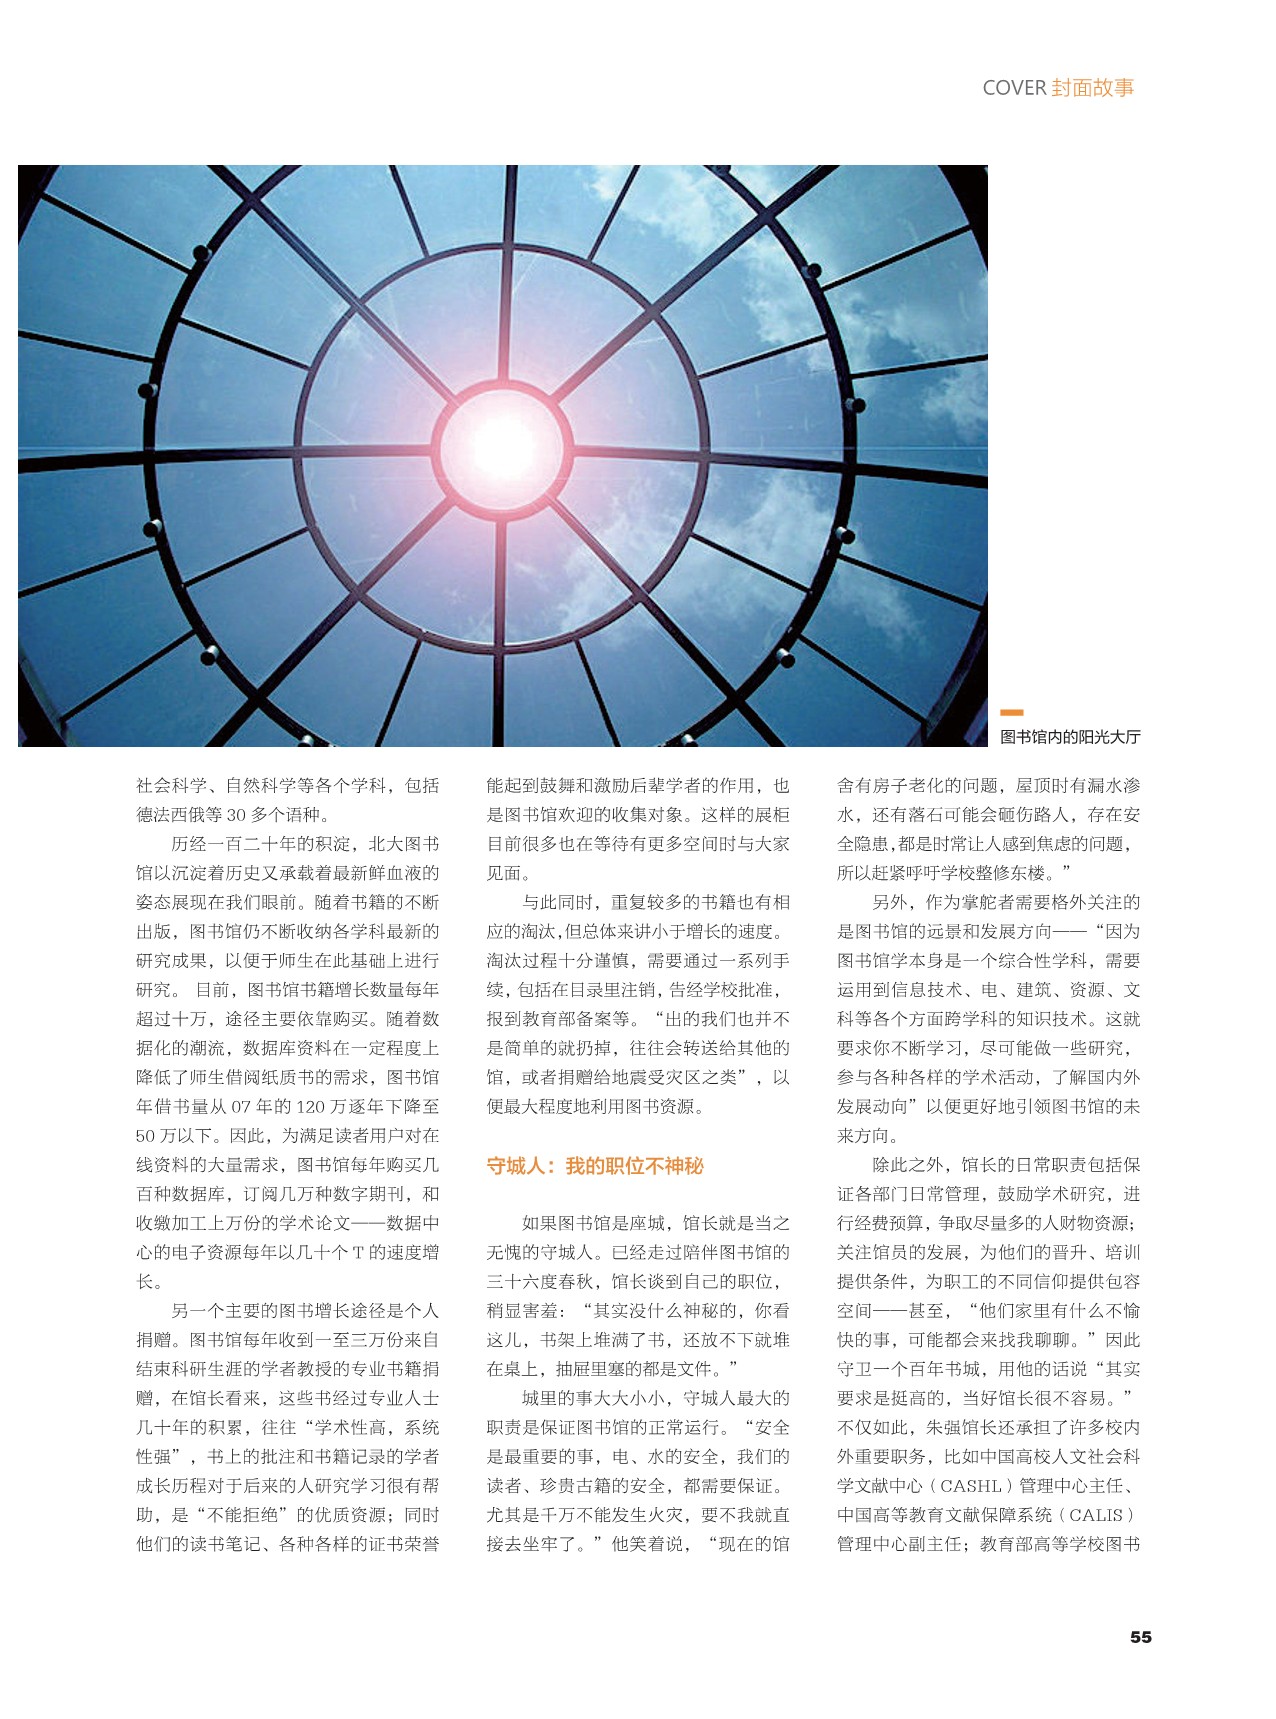 COVER 封面故事
图书馆内的阳光大厅
社会科学、自然科学等各个学科，包括
德法西俄等 30 多个语种。
历经一百二十年的积淀，北大图书
馆以沉淀着历史又承载着最新鲜血液的
姿态展现在我们眼前。随着书籍的不断
出版，图书馆仍不断收纳各学科最新的
研究成果，以便于师生在此基础上进行
研究。 目前，图书馆书籍增长数量每年
超过十万，途径主要依靠购买。随着数
据化的潮流，数据库资料在一定程度上
降低了师生借阅纸质书的需求，图书馆
年借书量从 07 年的 120 万逐年下降至
50 万以下。因此，为满足读者用户对在
线资料的大量需求，图书馆每年购买几
百种数据库，订阅几万种数字期刊，和
收缴加工上万份的学术论文——数据中
心的电子资源每年以几十个 T 的速度增
长。
另一个主要的图书增长途径是个人
捐赠。图书馆每年收到一至三万份来自
结束科研生涯的学者教授的专业书籍捐
赠，在馆长看来，这些书经过专业人士
几十年的积累，往往“学术性高，系统
性强”，书上的批注和书籍记录的学者
成长历程对于后来的人研究学习很有帮
助，是“不能拒绝”的优质资源；同时
他们的读书笔记、各种各样的证书荣誉
能起到鼓舞和激励后辈学者的作用，也
是图书馆欢迎的收集对象。这样的展柜
目前很多也在等待有更多空间时与大家
见面。
与此同时，重复较多的书籍也有相
应的淘汰，但总体来讲小于增长的速度。
淘汰过程十分谨慎，需要通过一系列手
续，包括在目录里注销，告经学校批准，
报到教育部备案等。“出的我们也并不
是简单的就扔掉，往往会转送给其他的
馆，或者捐赠给地震受灾区之类”，以
便最大程度地利用图书资源。
守城人：我的职位不神秘
如果图书馆是座城，馆长就是当之
无愧的守城人。已经走过陪伴图书馆的
三十六度春秋，馆长谈到自己的职位，
稍显害羞：“其实没什么神秘的，你看
这儿，书架上堆满了书，还放不下就堆
在桌上，抽屉里塞的都是文件。”
城里的事大大小小，守城人最大的
职责是保证图书馆的正常运行。“安全
是最重要的事，电、水的安全，我们的
读者、珍贵古籍的安全，都需要保证。
尤其是千万不能发生火灾，要不我就直
接去坐牢了。”他笑着说，“现在的馆
舍有房子老化的问题，屋顶时有漏水渗
水，还有落石可能会砸伤路人，存在安
全隐患，都是时常让人感到焦虑的问题，
所以赶紧呼吁学校整修东楼。”
另外，作为掌舵者需要格外关注的
是图书馆的远景和发展方向——“因为
图书馆学本身是一个综合性学科，需要
运用到信息技术、电、建筑、资源、文
科等各个方面跨学科的知识技术。这就
要求你不断学习，尽可能做一些研究，
参与各种各样的学术活动，了解国内外
发展动向”以便更好地引领图书馆的未
来方向。
除此之外，馆长的日常职责包括保
证各部门日常管理，鼓励学术研究，进
行经费预算，争取尽量多的人财物资源；
关注馆员的发展，为他们的晋升、培训
提供条件，为职工的不同信仰提供包容
空间——甚至，“他们家里有什么不愉
快的事，可能都会来找我聊聊。”因此
守卫一个百年书城，用他的话说“其实
要求是挺高的，当好馆长很不容易。”
不仅如此，朱强馆长还承担了许多校内
外重要职务，比如中国高校人文社会科
学文献中心（CASHL）管理中心主任、
中国高等教育文献保障系统（CALIS）
管理中心副主任；教育部高等学校图书
55